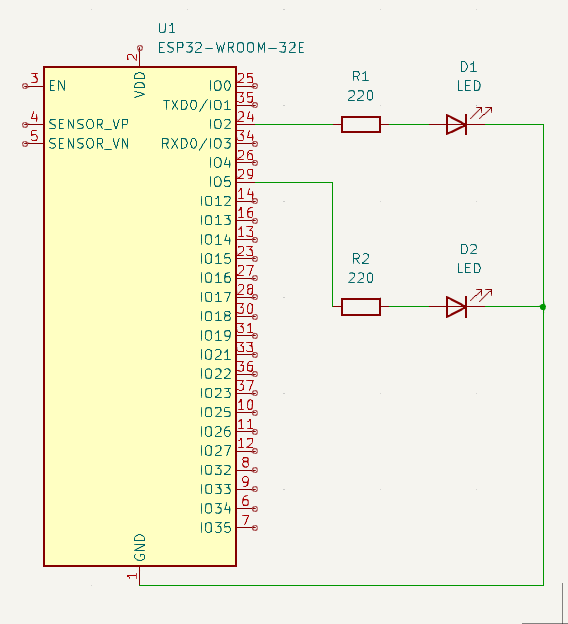 U1
ESP32-WROOM-32E
2
VDD
3 EN
4 SENSOR_VP
5 SENSOR_VN
IO0 25
TXD0/IO1 35
IO2 24
RXD0/IO3 34
IO4 26
IO5 29
IO12 14
IO13 16
IO14 13
IO15 23
IO16 27
IO17 28
IO18 30
IO19 31
IO21 33
IO22 36
IO23 37
IO25 10
IO26 11
IO27 12
IO32 8
IO33 9
IO34 6
IO35 7
GND
1
R1
220
D1
LED
R2
220
D2
LED